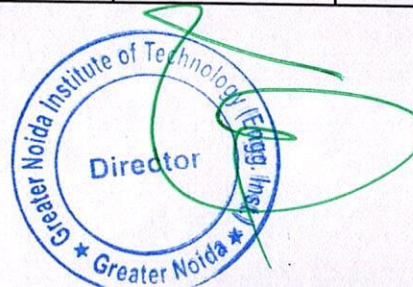 Greater Noida Institute of Technology (Engg. Inst.)
Director
★ Greater Noida ★